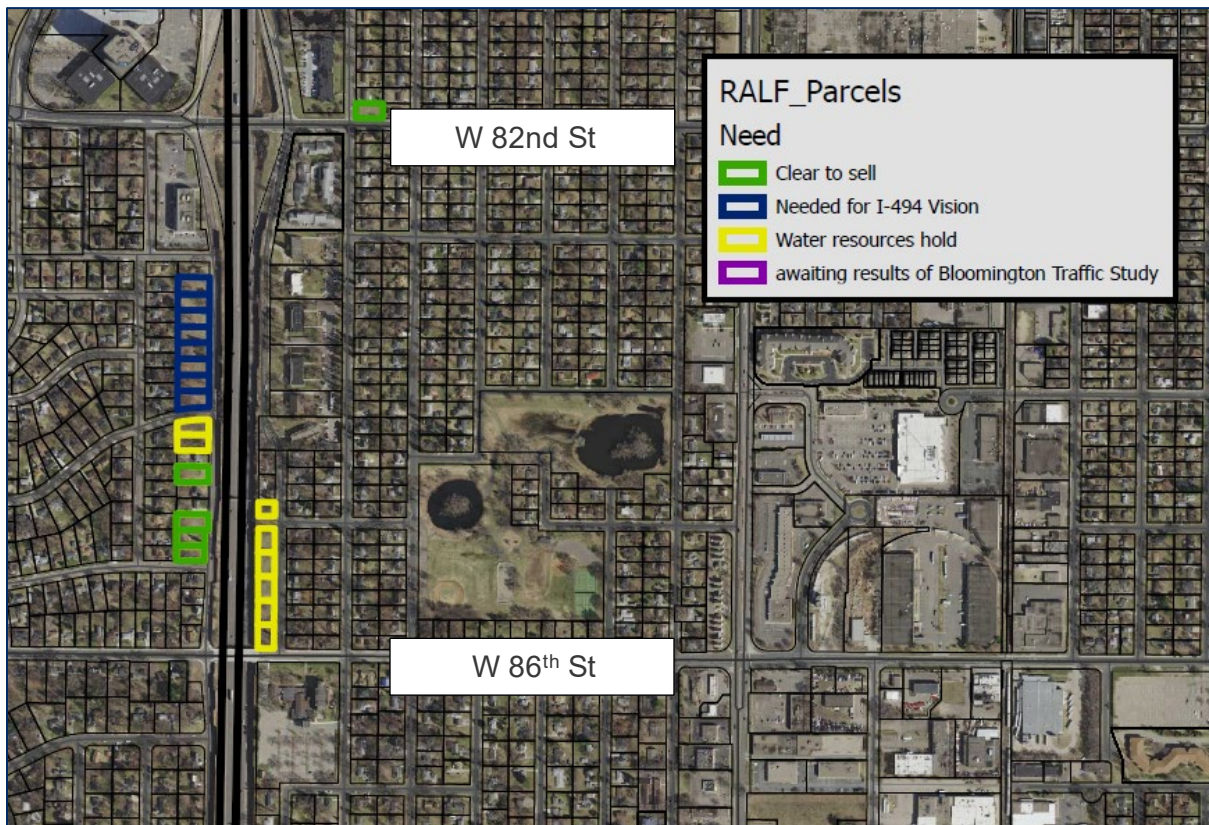 W 82nd St
RALF_Parcels
Need
Clear to sell
Needed for I-494 Vision
Water resources hold
awaiting results of Bloomington Traffic Study
W 86th St